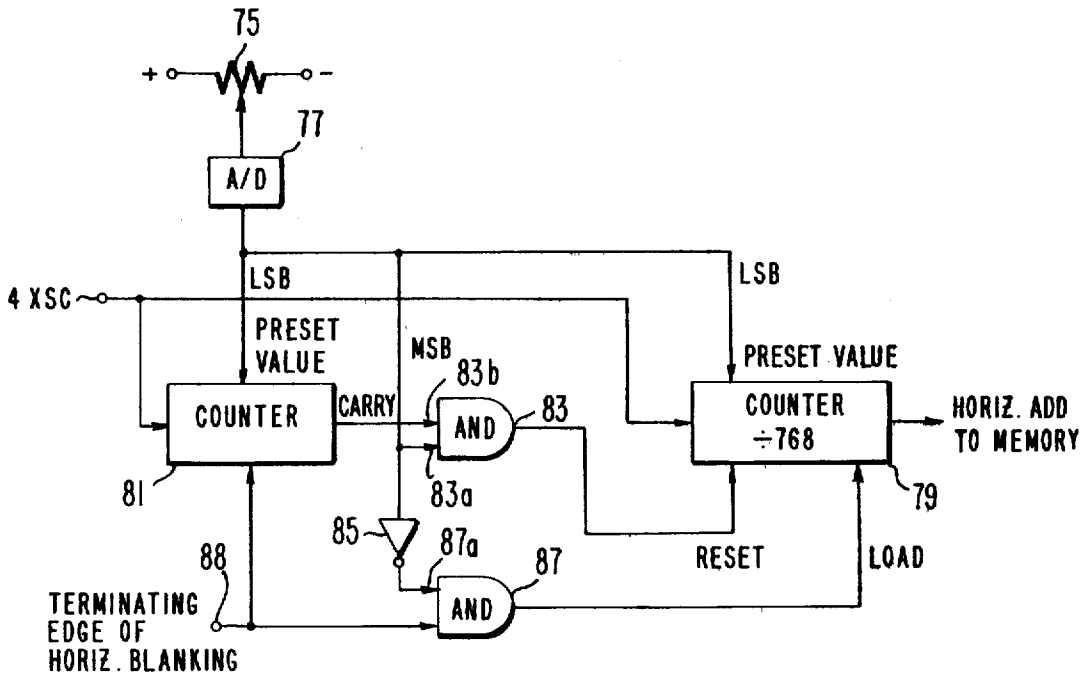 75
+ -
77
A/D
LSB
LSB
4 XSC
PRESET
VALUE
MSB
PRESET VALUE
83b
83
CARRY
COUNTER
AND
COUNTER
÷768
HORIZ. ADD
TO MEMORY
81
83a
79
85
87a
87
RESET
LOAD
88
AND
TERMINATING
EDGE OF
HORIZ. BLANKING